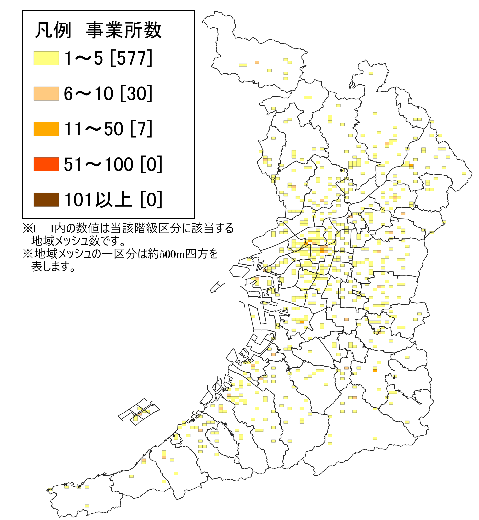 凡例　事業所数
1～5 [577]
6～10 [30]
11～50 [7]
51～100 [0]
101以上 [0]
※[　]内の数値は当該階級区分に該当する
地域メッシュ数です。
※地域メッシュの一区分は約500m四方を
表します。